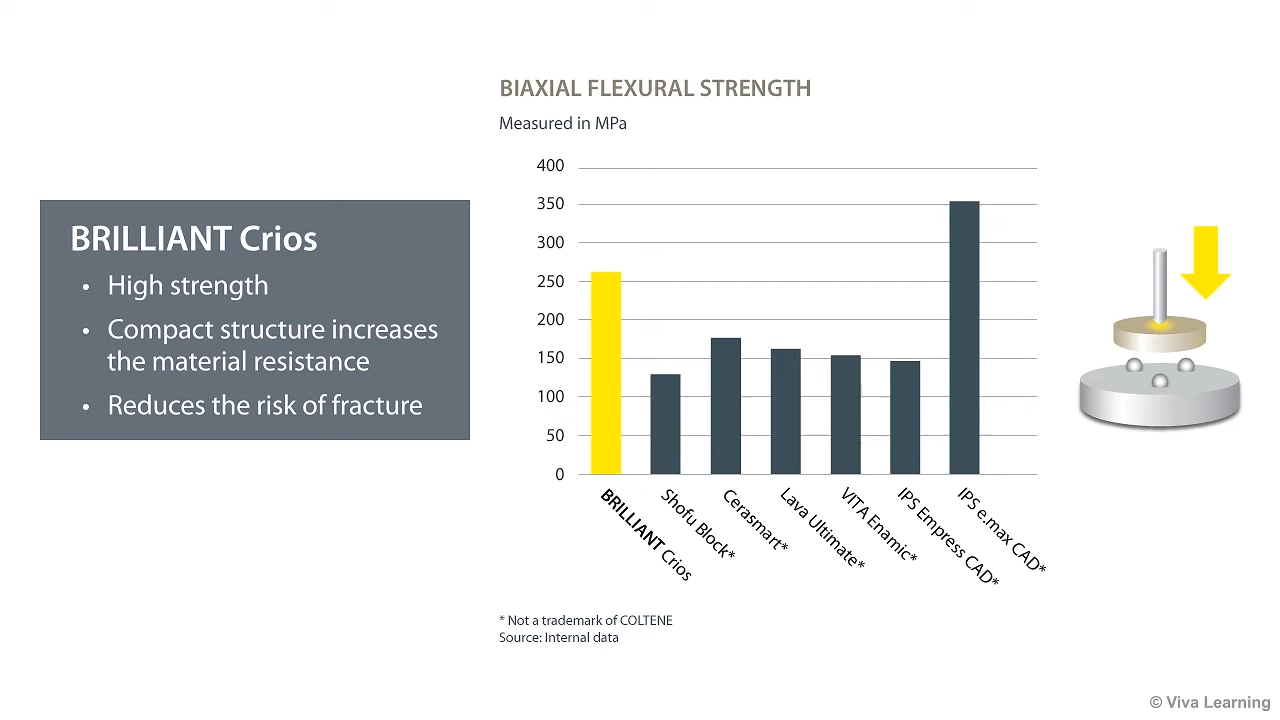 BIAXIAL FLEXURAL STRENGTH
Measured in MPa
400
350
300
250
200
150
100
50
0
BRILLIANT Crios
• High strength
• Compact structure increases
the material resistance
• Reduces the risk of fracture
BRILLIANT Crios
Shofu Block*
Cerasmart*
Lava Ultimate*
VITA Enamic*
IPS Empress CAD*
IPS e.max CAD*
* Not a trademark of COLTENE
Source: Internal data
© Viva Learning